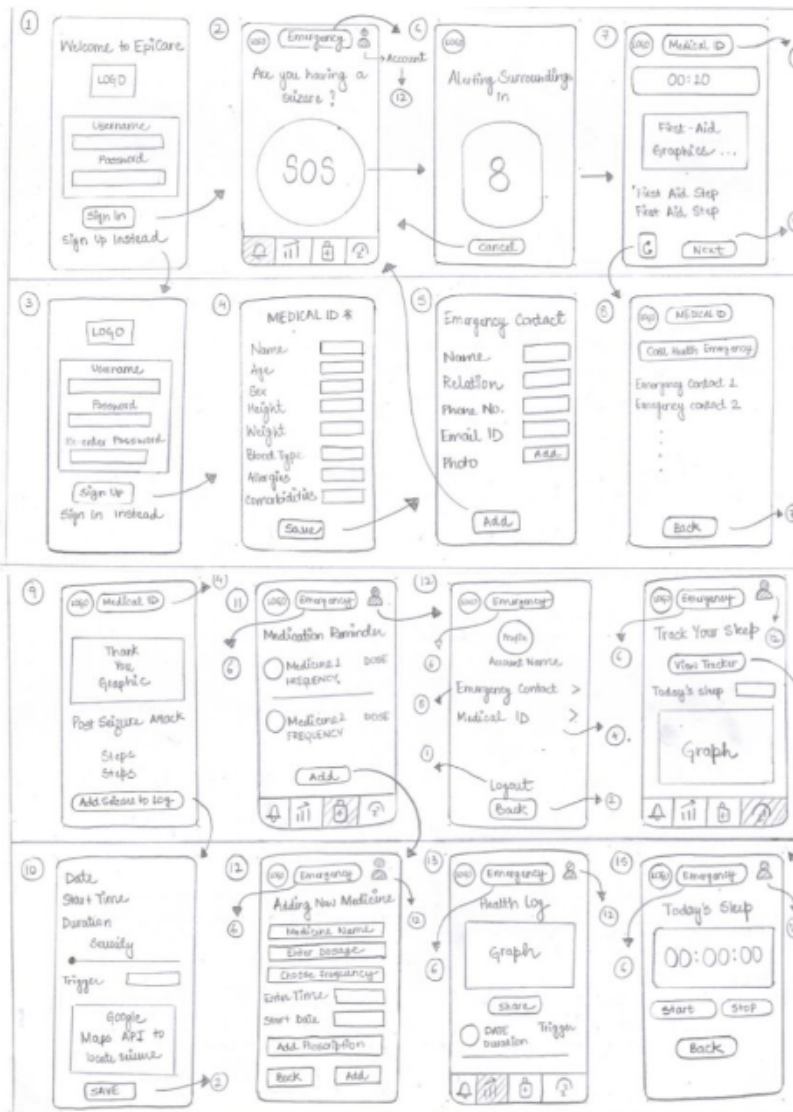 1
Welcome to EpiCare
LOGO
Username
Password
Sign In
Sign Up Instead
2
LOGO
Emergency
Account
12
Are you having a
seizure?
SOS
6
LOGO
Alerting Surrounding
In
8
Cancel
7
LOGO
Medical ID
00:20
First-Aid
Graphics ...
First Aid Step
First Aid Step
Next
3
LOGO
Username
Password
Re-enter Password
Sign Up
Sign In Instead
4
MEDICAL ID
Name
Age
Sex
Height
Weight
Blood Type
Allergies
Comorbidities
Save
5
Emergency Contact
Name
Relation
Phone No.
Email ID
Photo
Add
Add
8
LOGO
MEDICAL ID
Health Emergency
Emergency Contact 1
Emergency contact 2
Back
9
LOGO
Medical ID
14
Thank
You
Graphic
Post Seizure Attack
Steps
Steps
Add Seizure to Log
11
LOGO
Emergency
6
Medication Reminder
Medicine 1
DOSE
FREQUENCY
Medicine 2
DOSE
FREQUENCY
Add
12
LOGO
Emergency
6
Account Name
5
Emergency Contact >
Medical ID >
4
1
Logout
Back
2
LOGO
Emergency
6
12
Track Your Sleep
View Tracker
Today's sleep
Graph
10
Date
Start Time
Duration
Trigger
Google
Maps API to
locate seizure
SAVE
2
12
LOGO
Emergency
6
12
Adding New Medicine
Medicine Name
Enter Dosage
Choose Frequency
Enter Time
Start Date
Add Prescription
Back
Add
13
LOGO
Emergency
6
12
Health Log
Graph
Share
DATE
Trigger
Duration
15
LOGO
Emergency
6
Today's Sleep
00:00:00
Start
Stop
Back